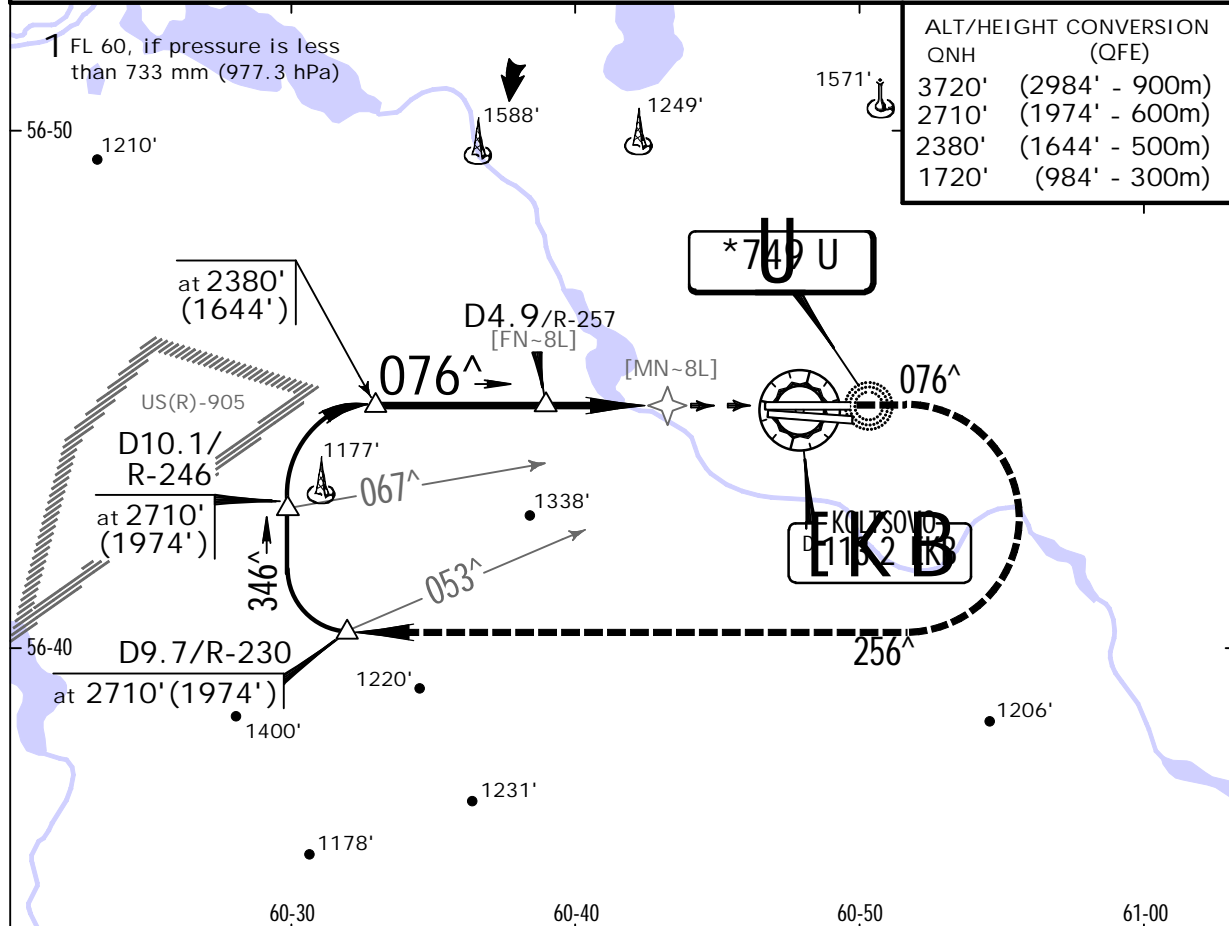 1 FL 60, if pressure is less
than 733 mm (977.3 hPa)
ALT/HEIGHT CONVERSION
QNH (QFE)
3720' (2984' - 900m)
2710' (1974' - 600m)
2380' (1644' - 500m)
1720' (984' - 300m)
1571'
1588'
1249'
56-50
1210'
U
*749 U
at 2380'
(1644')
D4.9/R-257
[FN~8L]
076^
[MN~8L]
076^
US(R)-905
D10.1/
R-246
1177'
067^
at 2710'
(1974')
1338'
KOLTSOVO
D
EKB
346^
053^
56-40
D9.7/R-230
256^
at 2710'(1974')
1220'
1400'
1206'
1231'
1178'
60-30
60-40
60-50
61-00